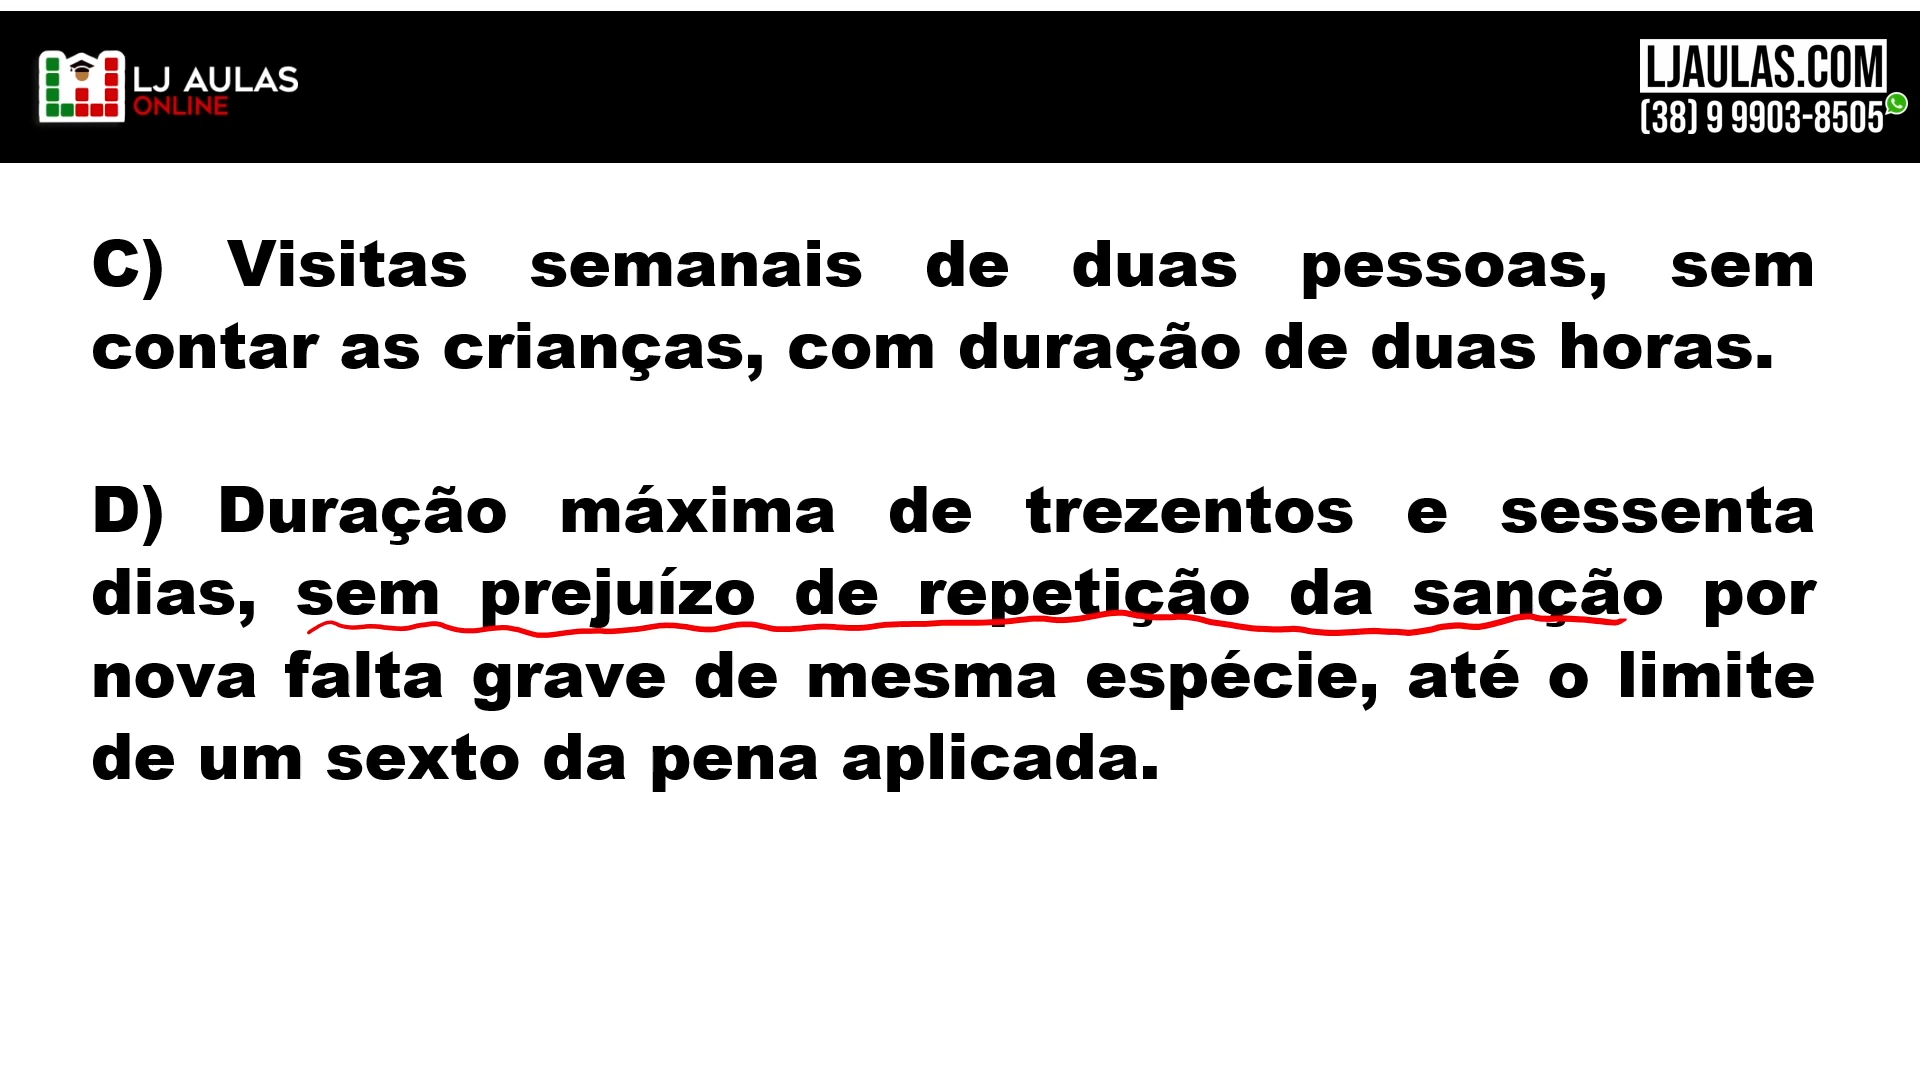 LJ AULAS
ONLINE
LJAULAS.COM
(38) 9 9903-8505
C) Visitas semanais de duas pessoas, sem
contar as crianças, com duração de duas horas.
D) Duração máxima de trezentos e sessenta
dias, sem prejuízo de repetição da sanção por
nova falta grave de mesma espécie, até o limite
de um sexto da pena aplicada.